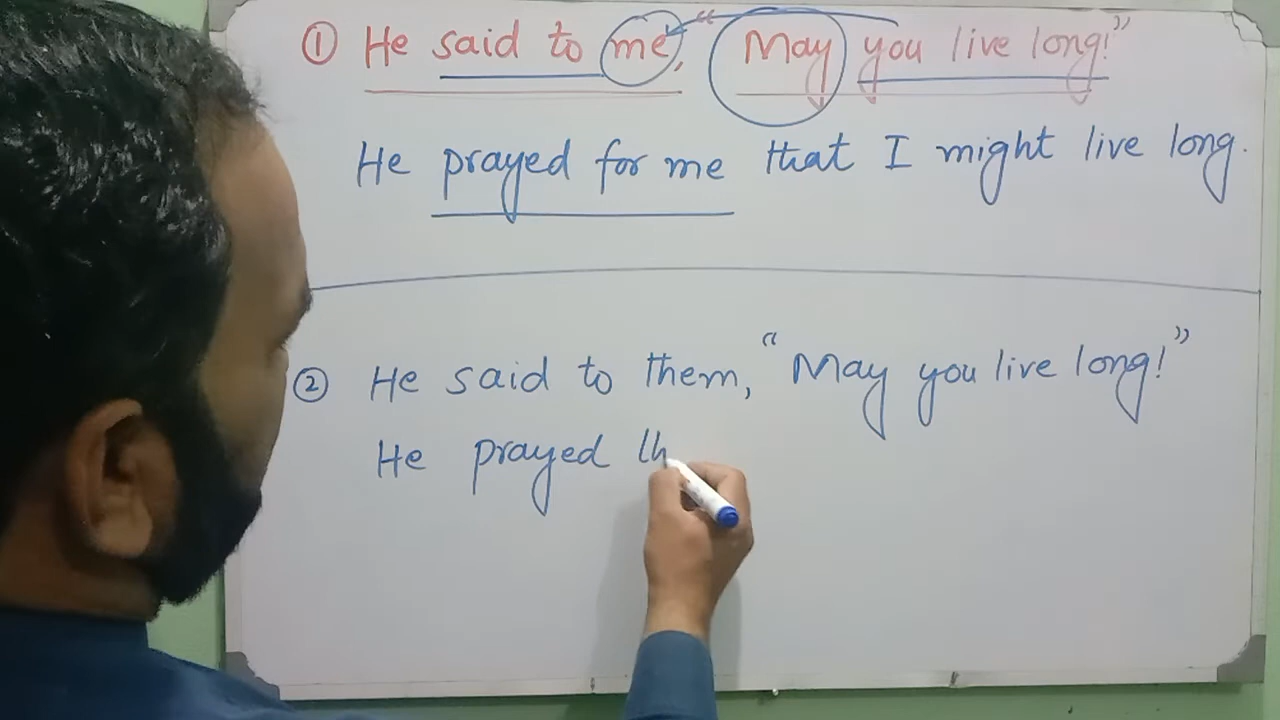 ① He said to me, "May you live long!"
He prayed for me that I might live long.
② He said to them, "May you live long!"
He prayed th